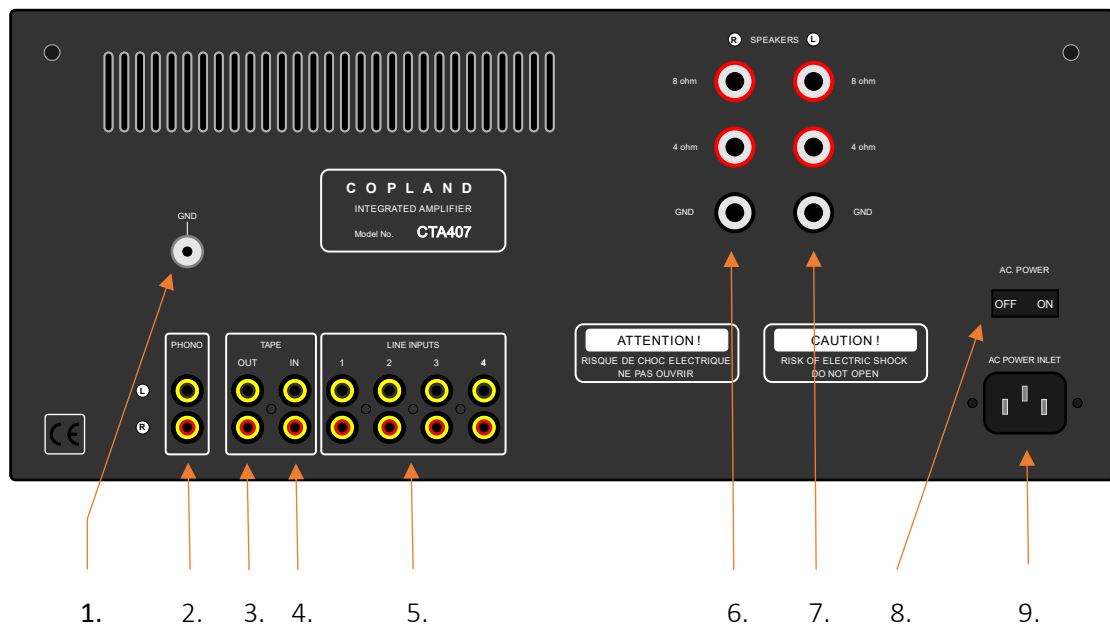 R SPEAKERS L
8 ohm 8 ohm
4 ohm 4 ohm
GND GND
COPLAND
INTEGRATED AMPLIFIER
Model No. CTA407
GND
AC. POWER
OFF ON
PHONO
TAPE
OUT IN
LINE INPUTS
1 2 3 4
L
R
ATTENTION !
RISQUE DE CHOC ELECTRIQUE
NE PAS OUVRIR
CAUTION !
RISK OF ELECTRIC SHOCK
DO NOT OPEN
AC POWER INLET
CE
1. 2. 3. 4. 5. 6. 7. 8. 9.